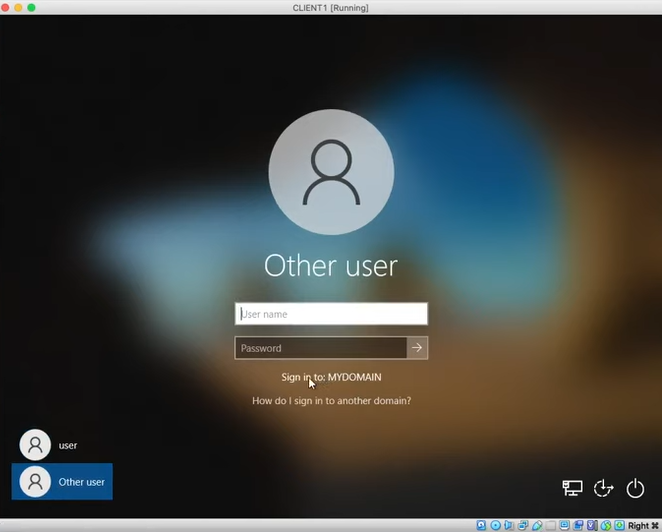 CLIENT1 [Running]
Other user
User name
Password
Sign in to: MYDOMAIN
How do I sign in to another domain?
user
Other user
Right ⌘